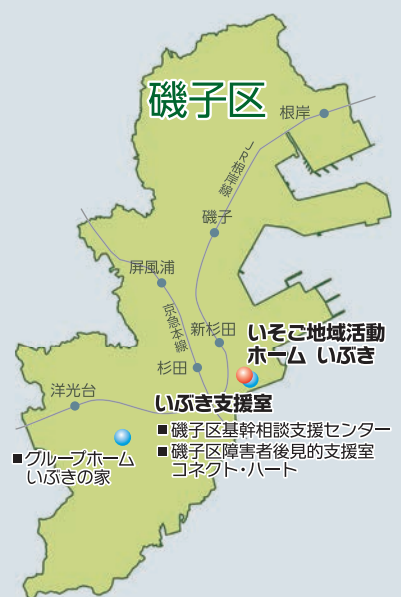 磯子区
根岸
JR根岸線
磯子
屏風浦
京急本線
新杉田
杉田
いそご地域活動
ホーム いぶき
いぶき支援室
洋光台
■磯子区基幹相談支援センター
■磯子区障害者後見的支援室
コネクト・ハート
■グループホーム
いぶきの家